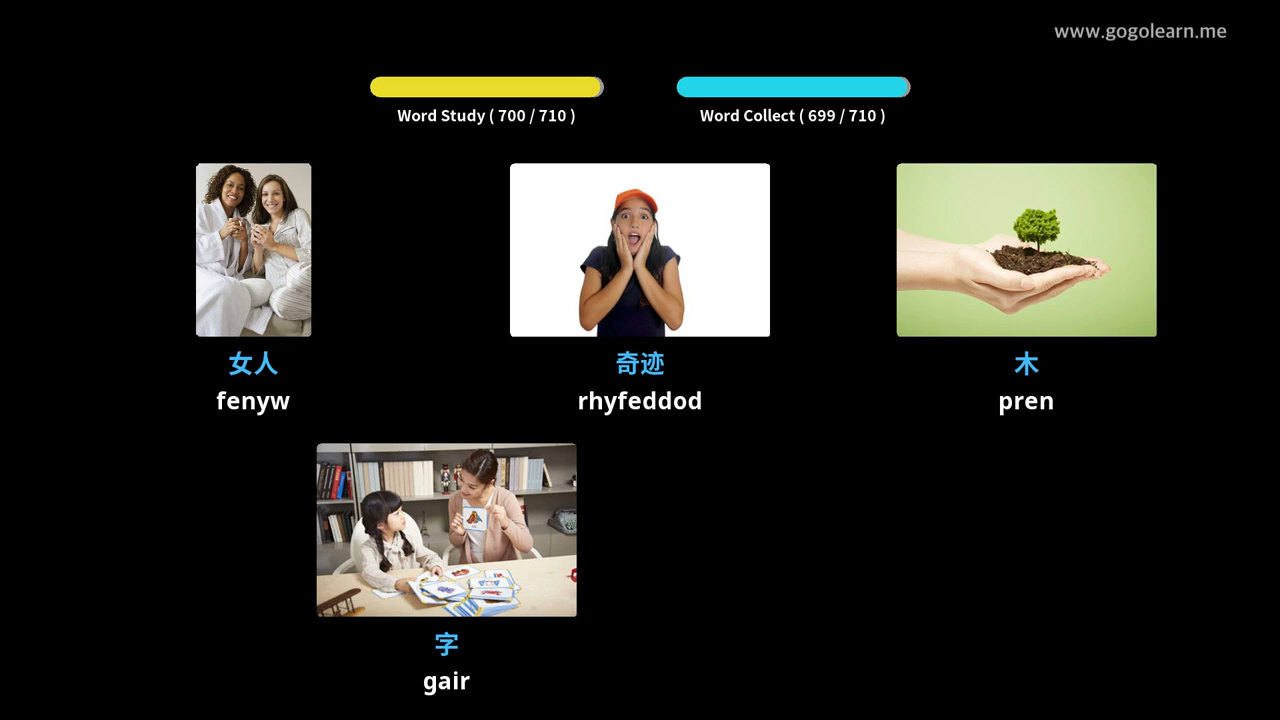 www.gogolearn.me
Word Study ( 700 / 710 )
Word Collect ( 699 / 710 )
女人
fenyw
奇迹
rhyfeddod
木
pren
字
gair